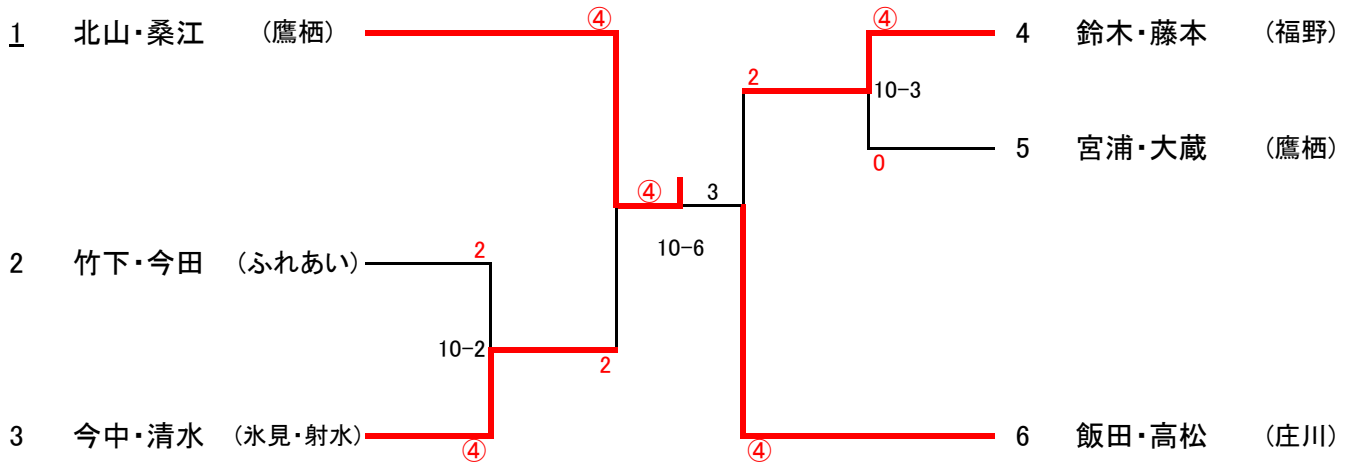 1 北山・桑江 (鷹栖) ④ ④ 4 鈴木・藤本 (福野)
2 10-3
0 5 宮浦・大蔵 (鷹栖)
④ 3
10-6
2 竹下・今田 (ふれあい) 2
10-2 2
3 今中・清水 (氷見・射水) ④ ④ 6 飯田・高松 (庄川)